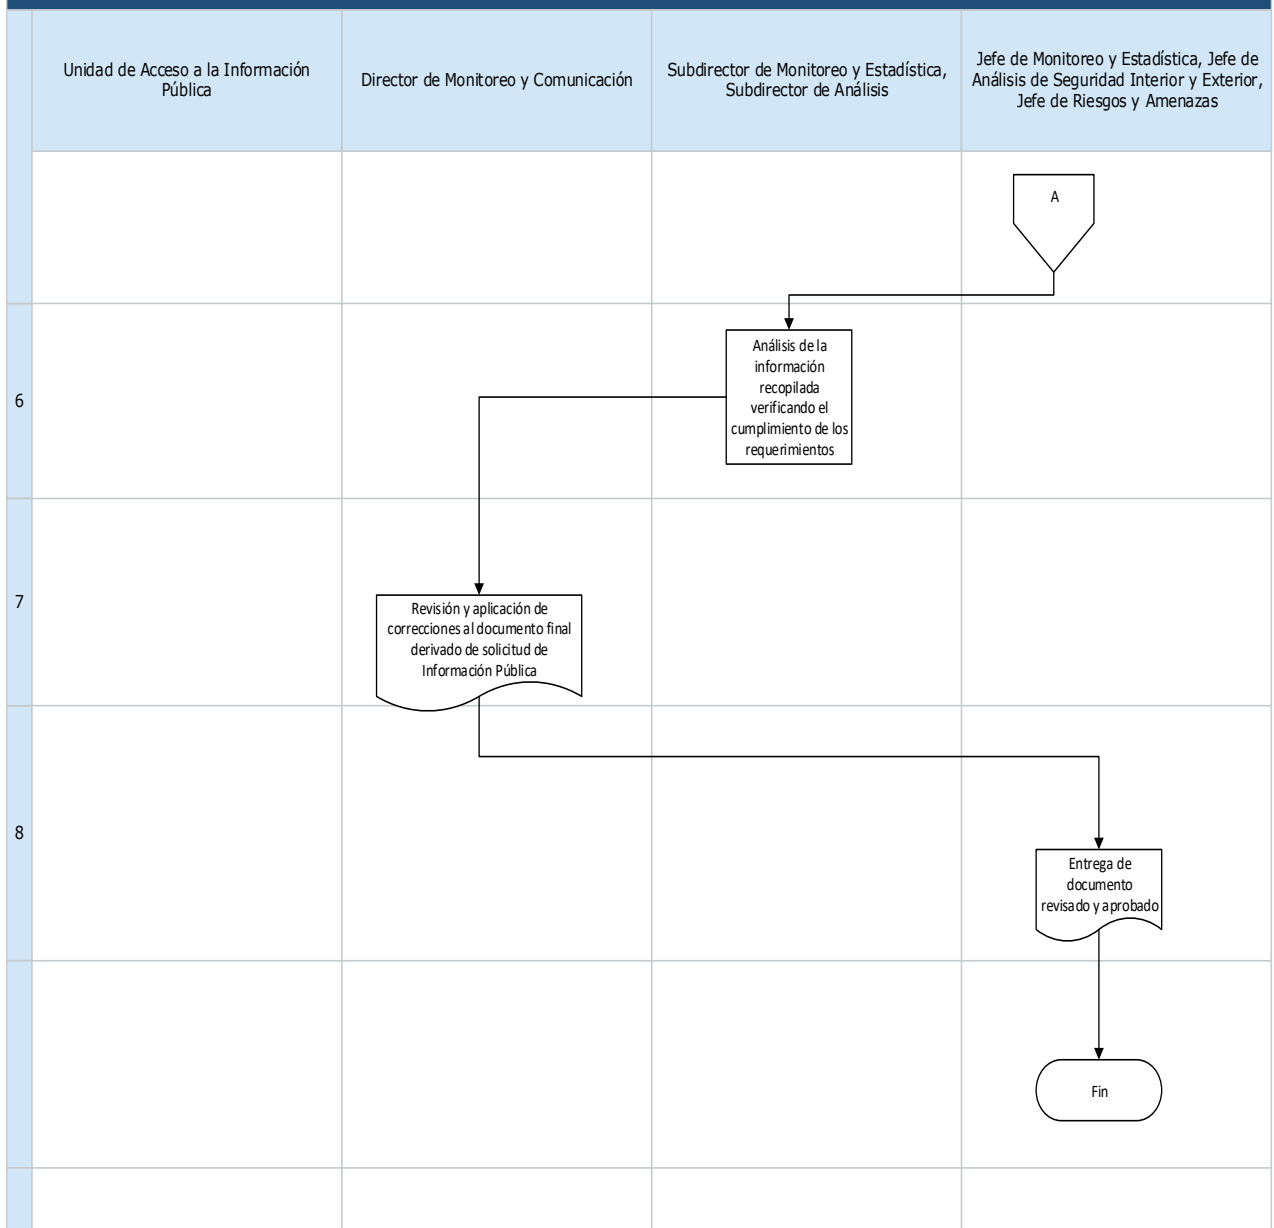 Unidad de Acceso a la Información
Pública
Director de Monitoreo y Comunicación
Subdirector de Monitoreo y Estadística,
Subdirector de Análisis
Jefe de Monitoreo y Estadística, Jefe de
Análisis de Seguridad Interior y Exterior,
Jefe de Riesgos y Amenazas
A
6
Análisis de la
información
recopilada
verificando el
cumplimiento de los
requerimientos
7
Revisión y aplicación de
correcciones al documento final
derivado de solicitud de
Información Pública
8
Entrega de
documento
revisado y aprobado
Fin